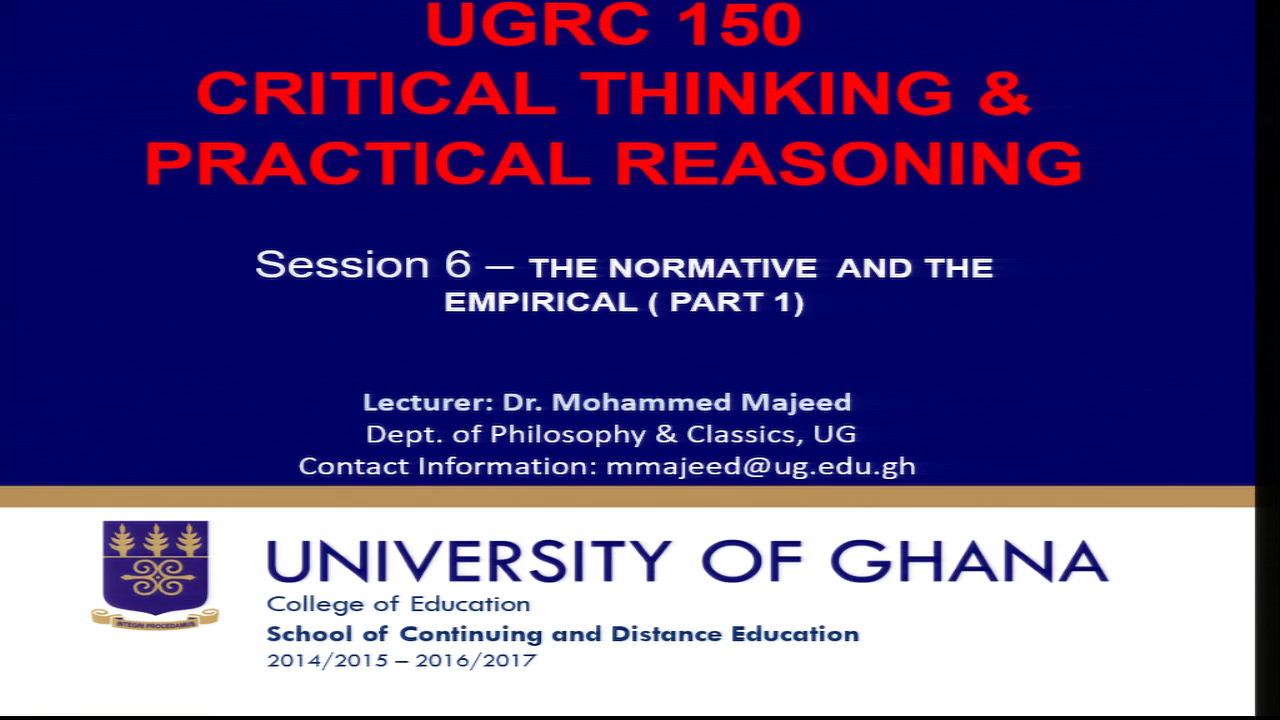 UGRC 150
CRITICAL THINKING &
PRACTICAL REASONING
Session 6 – THE NORMATIVE AND THE
EMPIRICAL ( PART 1)
Lecturer: Dr. Mohammed Majeed
Dept. of Philosophy & Classics, UG
Contact Information: mmajeed@ug.edu.gh
INTEGRI PROCEDAMUS
UNIVERSITY OF GHANA
College of Education
School of Continuing and Distance Education
2014/2015 – 2016/2017